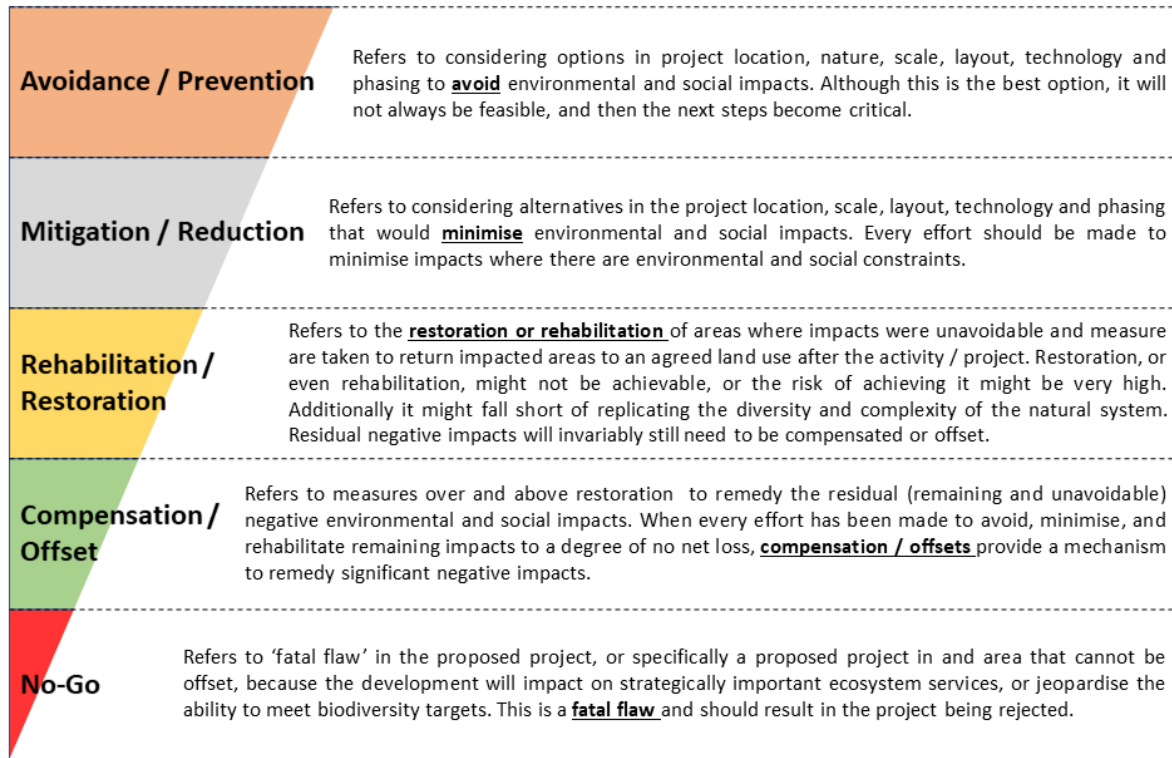 Avoidance / Prevention
Refers to considering options in project location, nature, scale, layout, technology and
phasing to avoid environmental and social impacts. Although this is the best option, it will
not always be feasible, and then the next steps become critical.
Mitigation / Reduction
Refers to considering alternatives in the project location, scale, layout, technology and phasing
that would minimise environmental and social impacts. Every effort should be made to
minimise impacts where there are environmental and social constraints.
Rehabilitation /
Restoration
Refers to the restoration or rehabilitation of areas where impacts were unavoidable and measure
are taken to return impacted areas to an agreed land use after the activity / project. Restoration, or
even rehabilitation, might not be achievable, or the risk of achieving it might be very high.
Additionally it might fall short of replicating the diversity and complexity of the natural system.
Residual negative impacts will invariably still need to be compensated or offset.
Compensation /
Offset
Refers to measures over and above restoration to remedy the residual (remaining and unavoidable)
negative environmental and social impacts. When every effort has been made to avoid, minimise, and
rehabilitate remaining impacts to a degree of no net loss, compensation / offsets provide a mechanism
to remedy significant negative impacts.
No-Go
Refers to ‘fatal flaw’ in the proposed project, or specifically a proposed project in and area that cannot be
offset, because the development will impact on strategically important ecosystem services, or jeopardise the
ability to meet biodiversity targets. This is a fatal flaw and should result in the project being rejected.